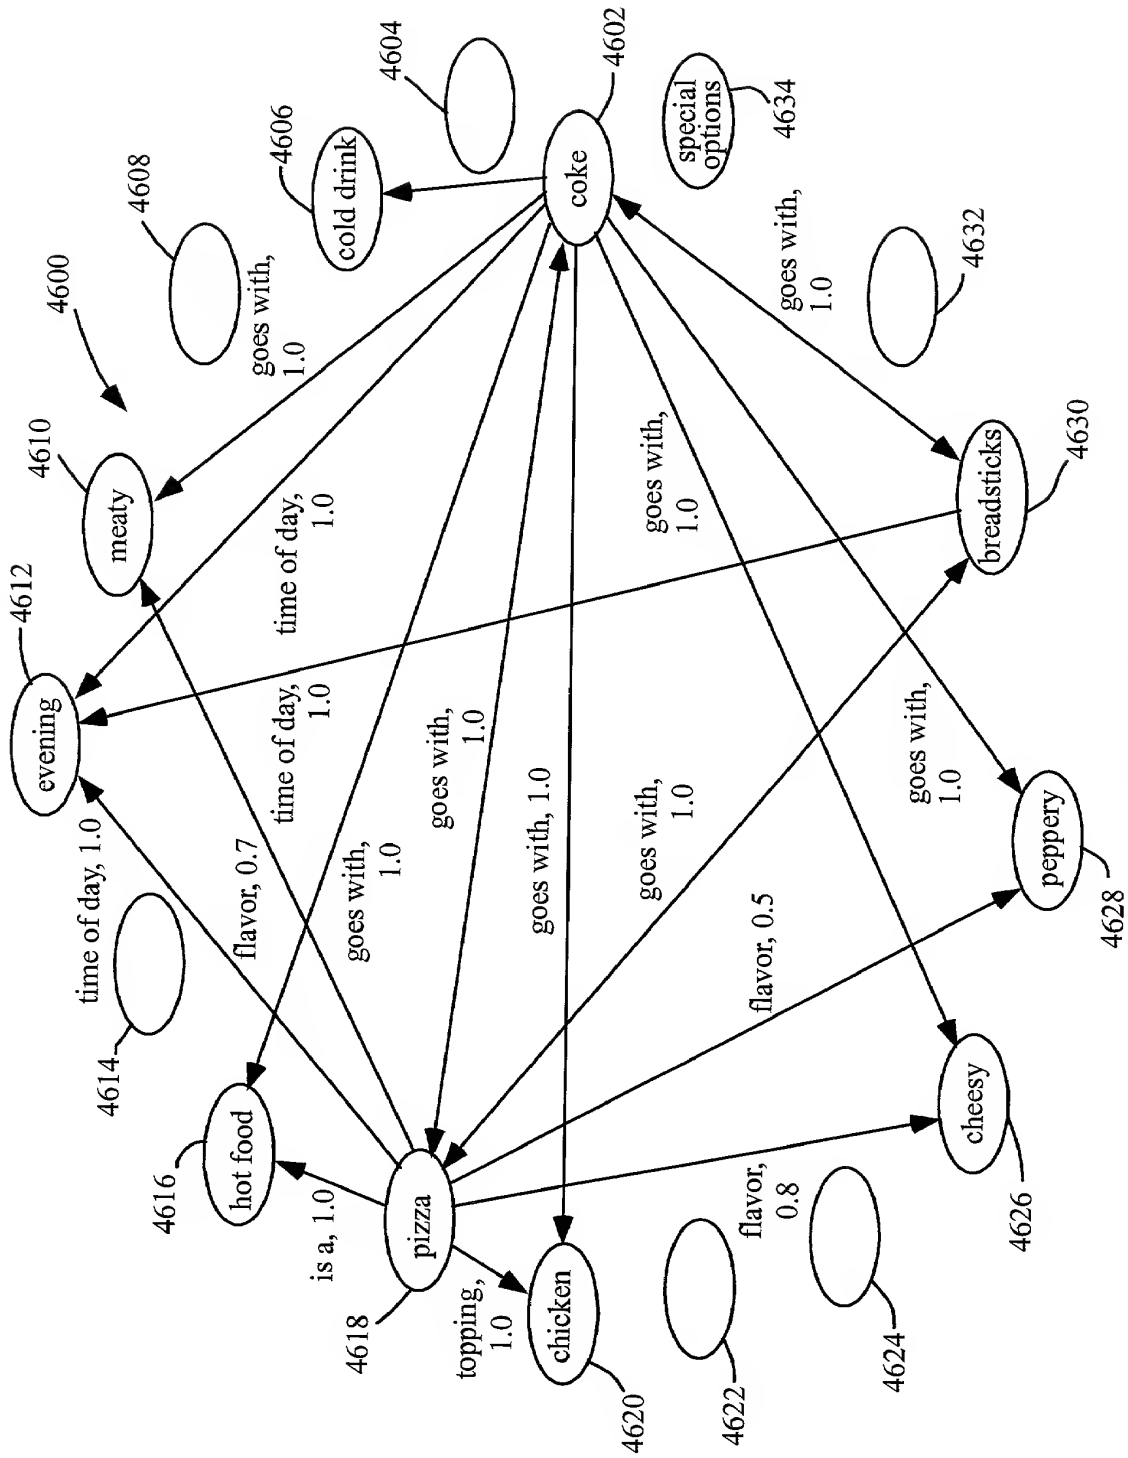 4600
4602
4604
4606
4608
4610
4612
4614
4616
4618
4620
4622
4624
4626
4628
4630
4632
4634
coke
cold drink
meaty
evening
hot food
pizza
chicken
cheesy
peppery
breadsticks
special
options
goes with,
1.0
time of day,
1.0
time of day,
1.0
time of day, 1.0
flavor, 0.7
goes with,
1.0
goes with,
1.0
goes with, 1.0
goes with,
1.0
goes with,
1.0
goes with,
1.0
goes with,
1.0
is a, 1.0
topping,
1.0
flavor,
0.8
flavor, 0.5